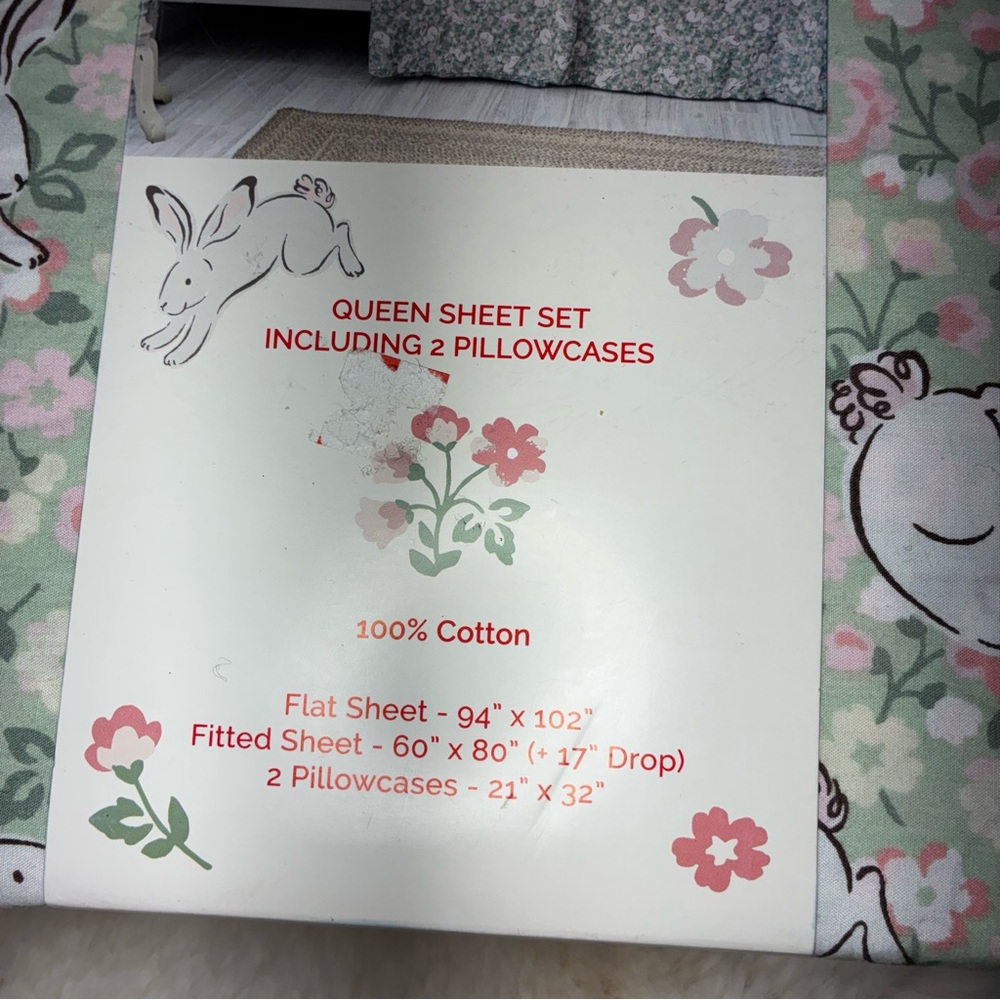 QUEEN SHEET SET
INCLUDING 2 PILLOWCASES
100% Cotton
Flat Sheet - 94" x 102"
Fitted Sheet - 60" x 80" (+ 17" Drop)
2 Pillowcases - 21" x 32"